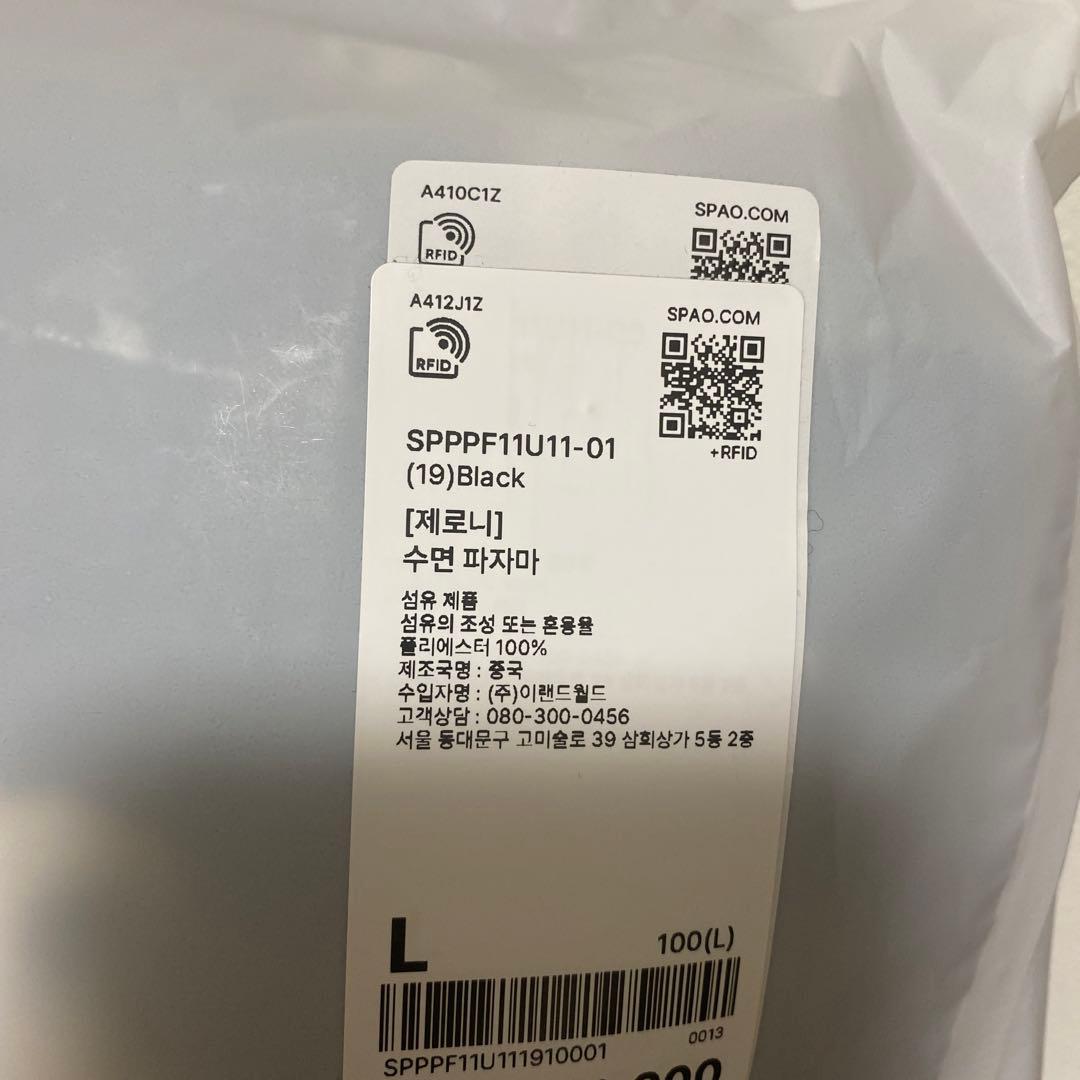 A410C1Z
SPAO.COM
RFID
A412J1Z
SPAO.COM
RFID
+RFID
SPPPF11U11-01
(19)Black
[제로니]
수면 파자마
섬유 제품
섬유의 조성 또는 혼용율
폴리에스터 100%
제조국명 : 중국
수입자명 : (주)이랜드월드
고객상담 : 080-300-0456
서울 동대문구 고미술로 39 삼희상가 5동 2층
L
100(L)
0013
SPPPF11U111910001